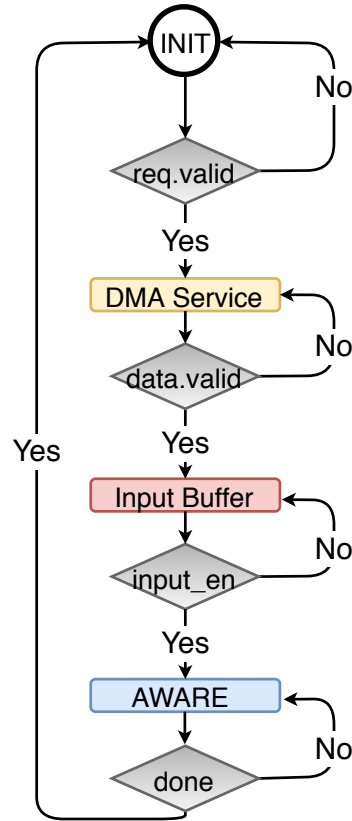 INIT
No
req.valid
Yes
DMA Service
No
data.valid
Yes
Yes
Input Buffer
No
input_en
Yes
AWARE
No
done